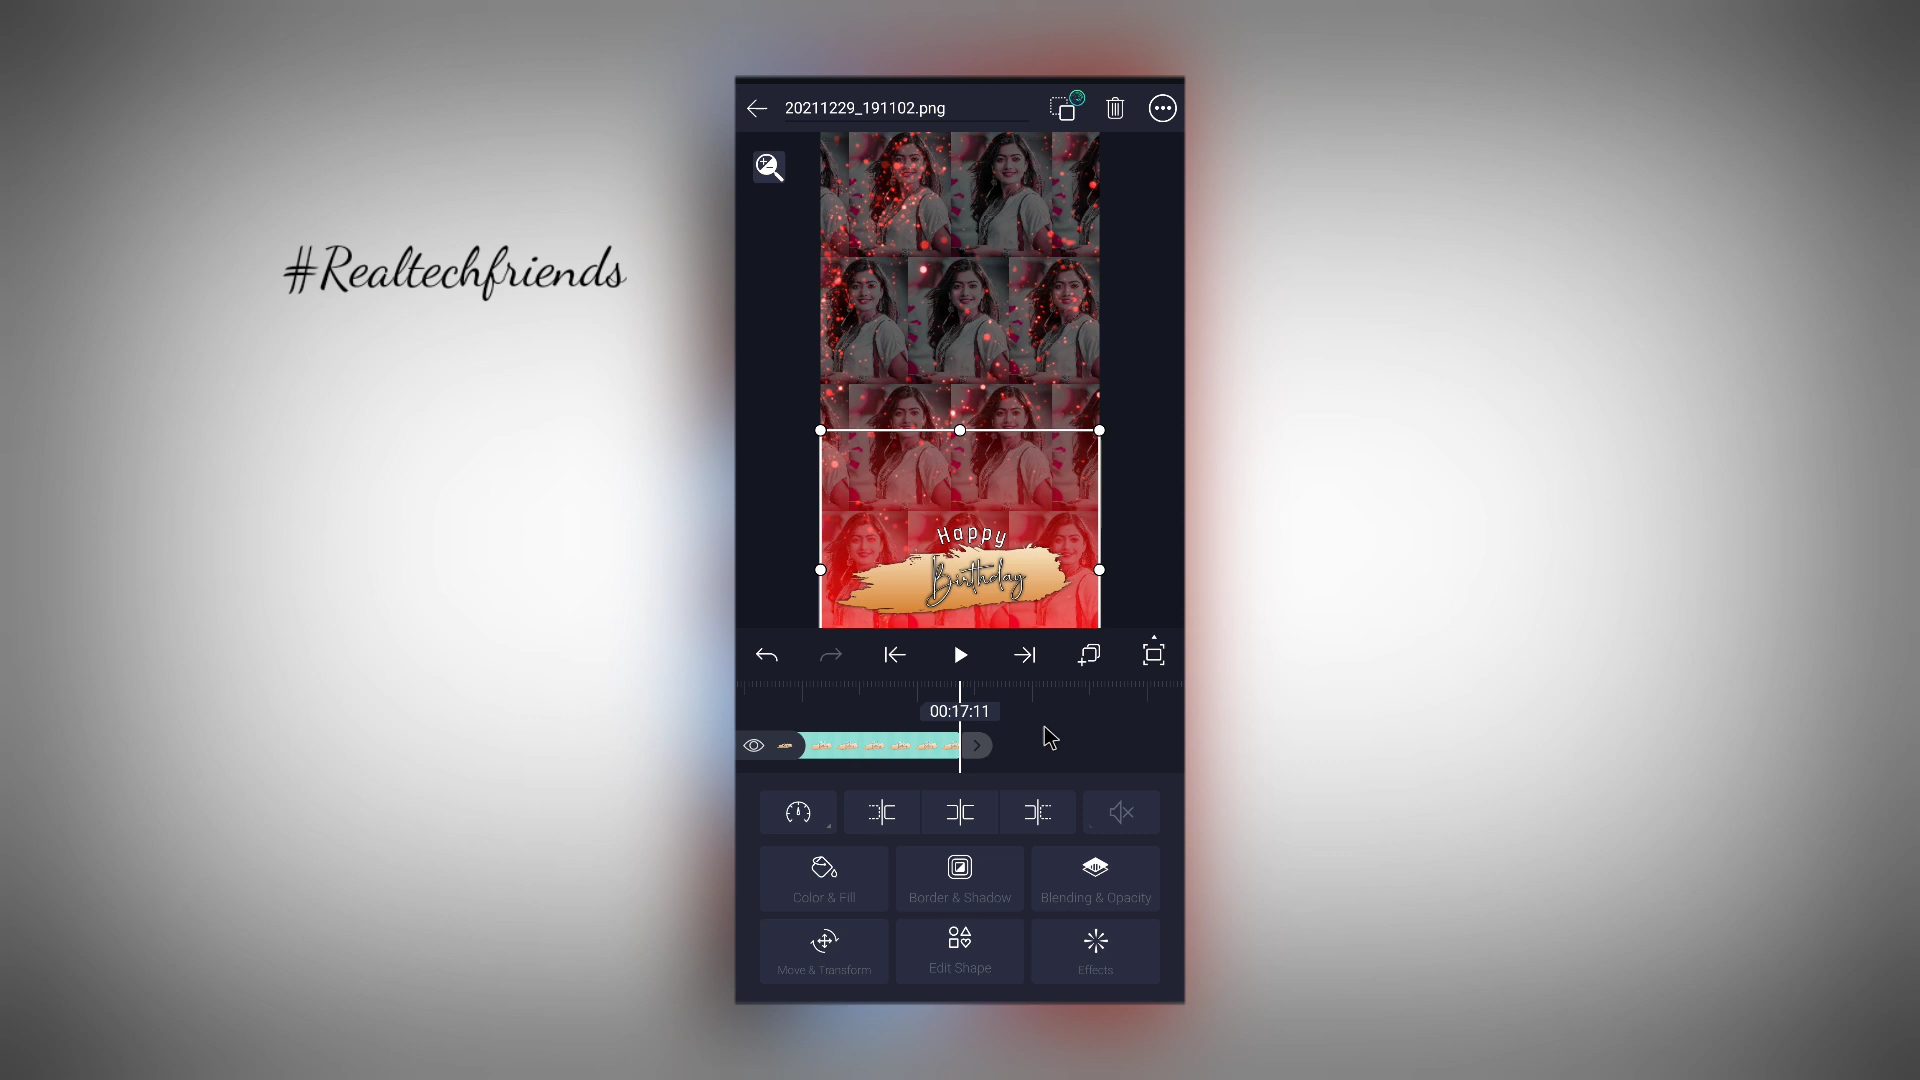 20211229_191102.png
#Realtechfriends
Happy
Birthday
00:17:11
Color & Fill
Border & Shadow
Blending & Opacity
Move & Transform
Edit Shape
Effects